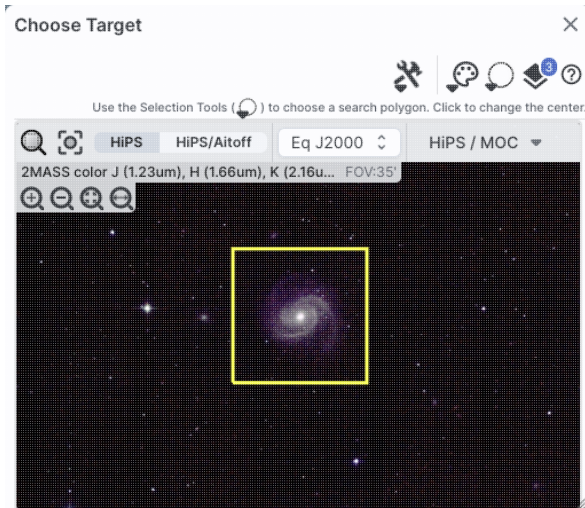 Choose Target
3
Use the Selection Tools ( ) to choose a search polygon. Click to change the center.
HiPS HiPS/Aitoff Eq J2000 HiPS / MOC
2MASS color J (1.23um), H (1.66um), K (2.16u... FOV:35'